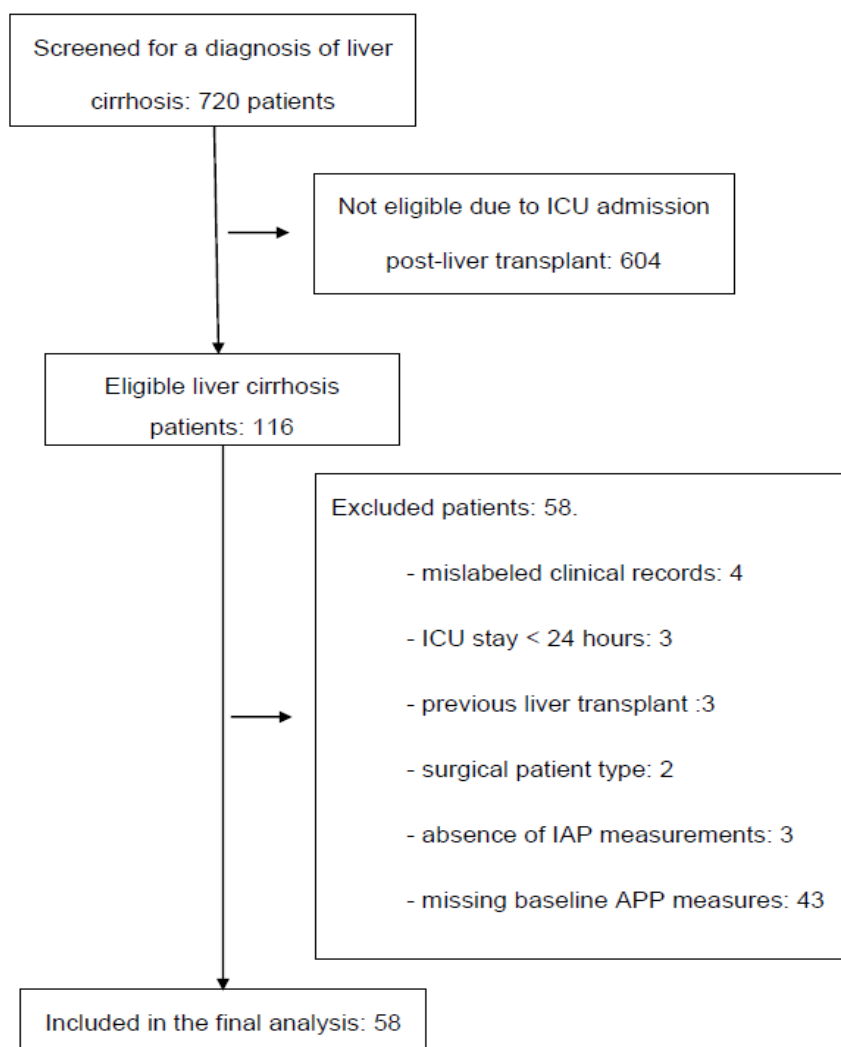 Screened for a diagnosis of liver
cirrhosis: 720 patients
Not eligible due to ICU admission
post-liver transplant: 604
Eligible liver cirrhosis
patients: 116
Excluded patients: 58.
- mislabeled clinical records: 4
- ICU stay < 24 hours: 3
- previous liver transplant :3
- surgical patient type: 2
- absence of IAP measurements: 3
- missing baseline APP measures: 43
Included in the final analysis: 58